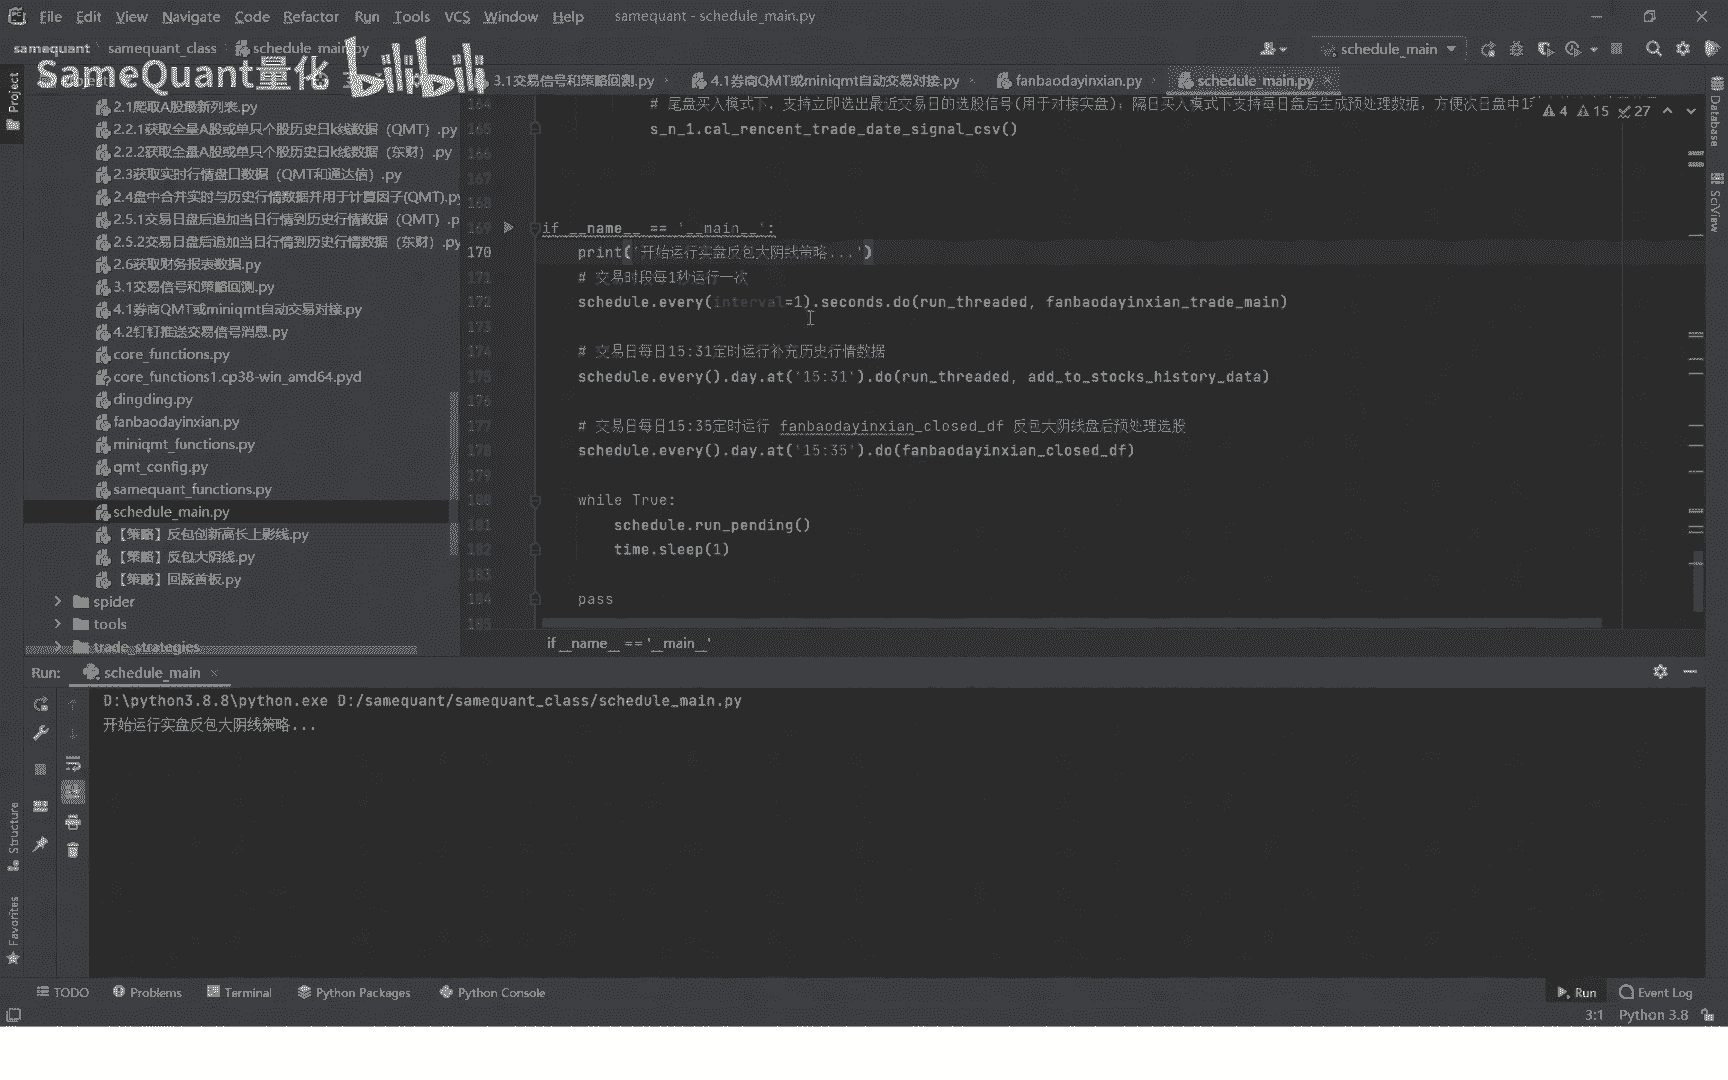 File Edit View Navigate Code Refactor Run Tools VCS Window Help samequant - schedule_main.py
samequant samequant_class schedule_main.py schedule_main
SameQuant量化 bilibili
3.1交易信号和策略回测.py 4.1券商QMT或miniqmt自动交易对接.py fanbaodayinxian.py schedule_main.py
Project
2.1爬取A股最新列表.py
2.2.1获取全量A股或单只个股历史日k线数据（QMT）.py
2.2.2获取全量A股或单只个股历史日k线数据（东财）.py
2.3获取实时行情盘口数据（QMT和通达信）.py
2.4盘中合并实时与历史行情数据并用于计算因子(QMT).py
2.5.1交易日盘后追加当日行情到历史行情数据（QMT）.p
2.5.2交易日盘后追加当日行情到历史行情数据（东财）.py
2.6获取财务报表数据.py
3.1交易信号和策略回测.py
4.1券商QMT或miniqmt自动交易对接.py
4.2钉钉推送交易信号消息.py
core_functions.py
core_functions1.cp38-win_amd64.pyd
dingding.py
fanbaodayinxian.py
miniqmt_functions.py
qmt_config.py
samequant_functions.py
schedule_main.py
【策略】反包创新高长上影线.py
【策略】反包大阴线.py
【策略】回踩首板.py
spider
tools
trade_strategies
164 # 尾盘买入模式下，支持立即选出最近交易日的选股信号(用于对接实盘)；隔日买入模式下支持每日盘后生成预处理数据，方便次日盘中1
165 s_n_1.cal_rencent_trade_date_signal_csv()
166
167
168
169 if __name__ == '__main__':
170 print('开始运行实盘反包大阴线策略...')
171 # 交易时段每1秒运行一次
172 schedule.every(interval=1).seconds.do(run_threaded, fanbaodayinxian_trade_main)
173
174 # 交易日每日15:31定时运行补充历史行情数据
175 schedule.every().day.at('15:31').do(run_threaded, add_to_stocks_history_data)
176
177 # 交易日每日15:35定时运行 fanbaodayinxian_closed_df 反包大阴线盘后预处理选股
178 schedule.every().day.at('15:35').do(fanbaodayinxian_closed_df)
179
180 while True:
181 schedule.run_pending()
182 time.sleep(1)
183
184 pass
185
4 15 27
Database
SciView
if __name__ == '__main__'
Run: schedule_main
D:\python3.8.8\python.exe D:/samequant/samequant_class/schedule_main.py
开始运行实盘反包大阴线策略...
Structure
Favorites
TODO Problems Terminal Python Packages Python Console Run Event Log
3:1 Python 3.8